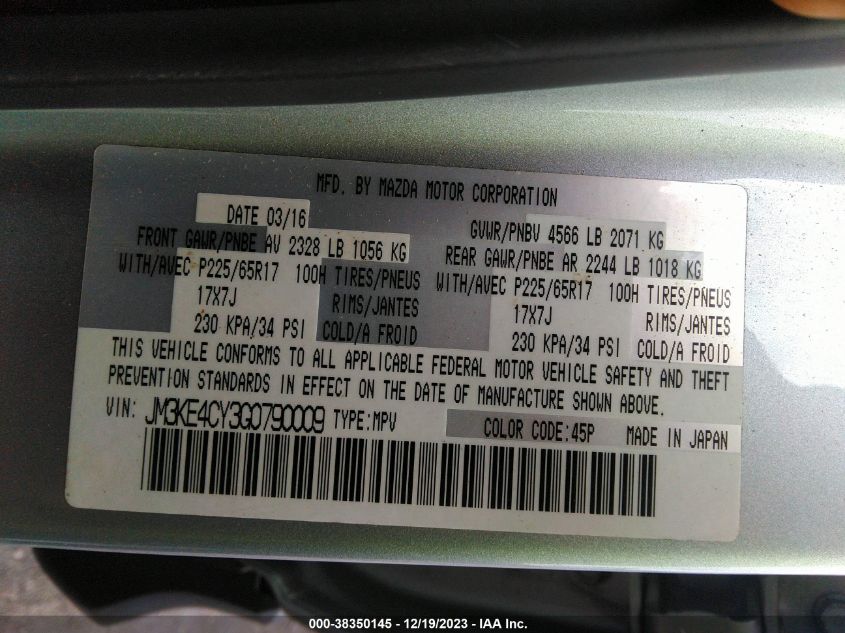 MFD. BY MAZDA MOTOR CORPORATION
DATE 03/16
GVWR/PNBV 4566 LB 2071 KG
FRONT GAWR/PNBE AV 2328 LB 1056 KG
REAR GAWR/PNBE AR 2244 LB 1018 KG
WITH/AVEC P225/65R17 100H TIRES/PNEUS
WITH/AVEC P225/65R17 100H TIRES/PNEUS
17X7J RIMS/JANTES
17X7J RIMS/JANTES
230 KPA/34 PSI COLD/A FROID
230 KPA/34 PSI COLD/A FROID
THIS VEHICLE CONFORMS TO ALL APPLICABLE FEDERAL MOTOR VEHICLE SAFETY AND THEFT
PREVENTION STANDARDS IN EFFECT ON THE DATE OF MANUFACTURE SHOWN ABOVE.
VIN: JM3KE4CY3G0790009 TYPE:MPV
COLOR CODE:45P MADE IN JAPAN
000-38350145 - 12/19/2023 - IAA Inc.